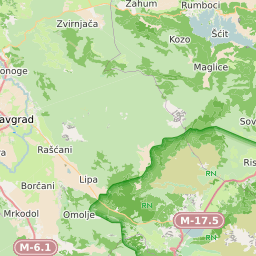 Zahum
Rumboci
Zvirnjača
Šćit
Kozo
Maglice
onoge
avgrad
Sov
Rašćani
Ris
Lipa
RN
Borčani
RN
Mrkodol
Omolje
M-17.5
RN
M-6.1